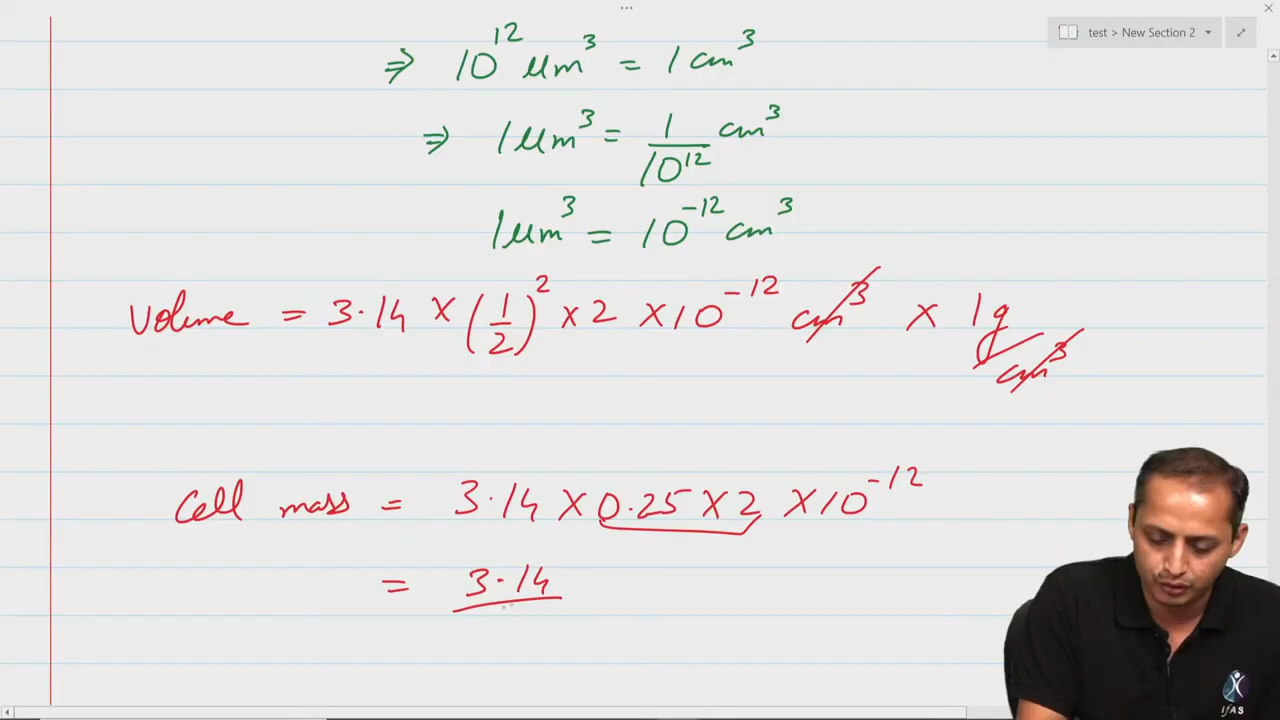 test > New Section 2
⇒ 10¹² μm³ = 1 cm³
⇒ 1 μm³ = 1/10¹² cm³
1 μm³ = 10⁻¹² cm³
Volume = 3.14 × (1/2)² × 2 × 10⁻¹² cm³ × 1g/cm³
Cell mass = 3.14 × 0.25 × 2 × 10⁻¹²
= 3.14
IFAS